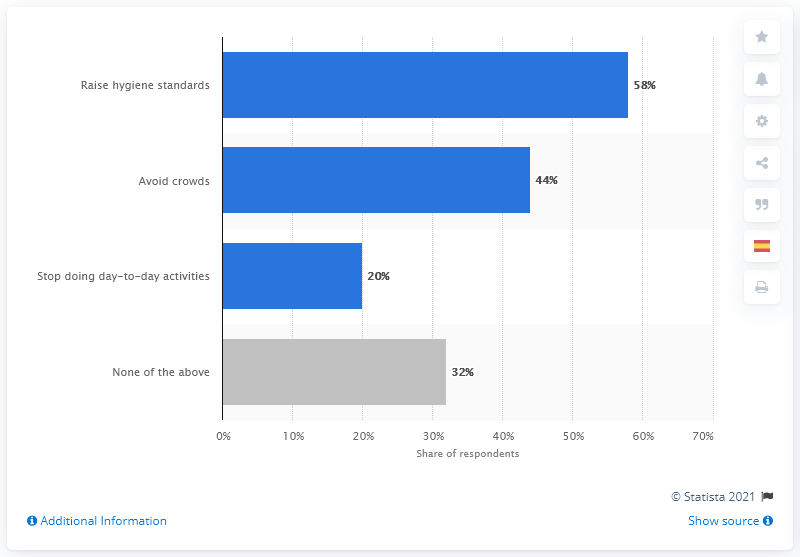 Raise hygiene standards
58%
Avoid crowds
44%
Stop doing day-to-day activities
20%
None of the above
32%
0% 10% 20% 30% 40% 50% 60% 70%
Share of respondents
© Statista 2021
Additional Information
Show source